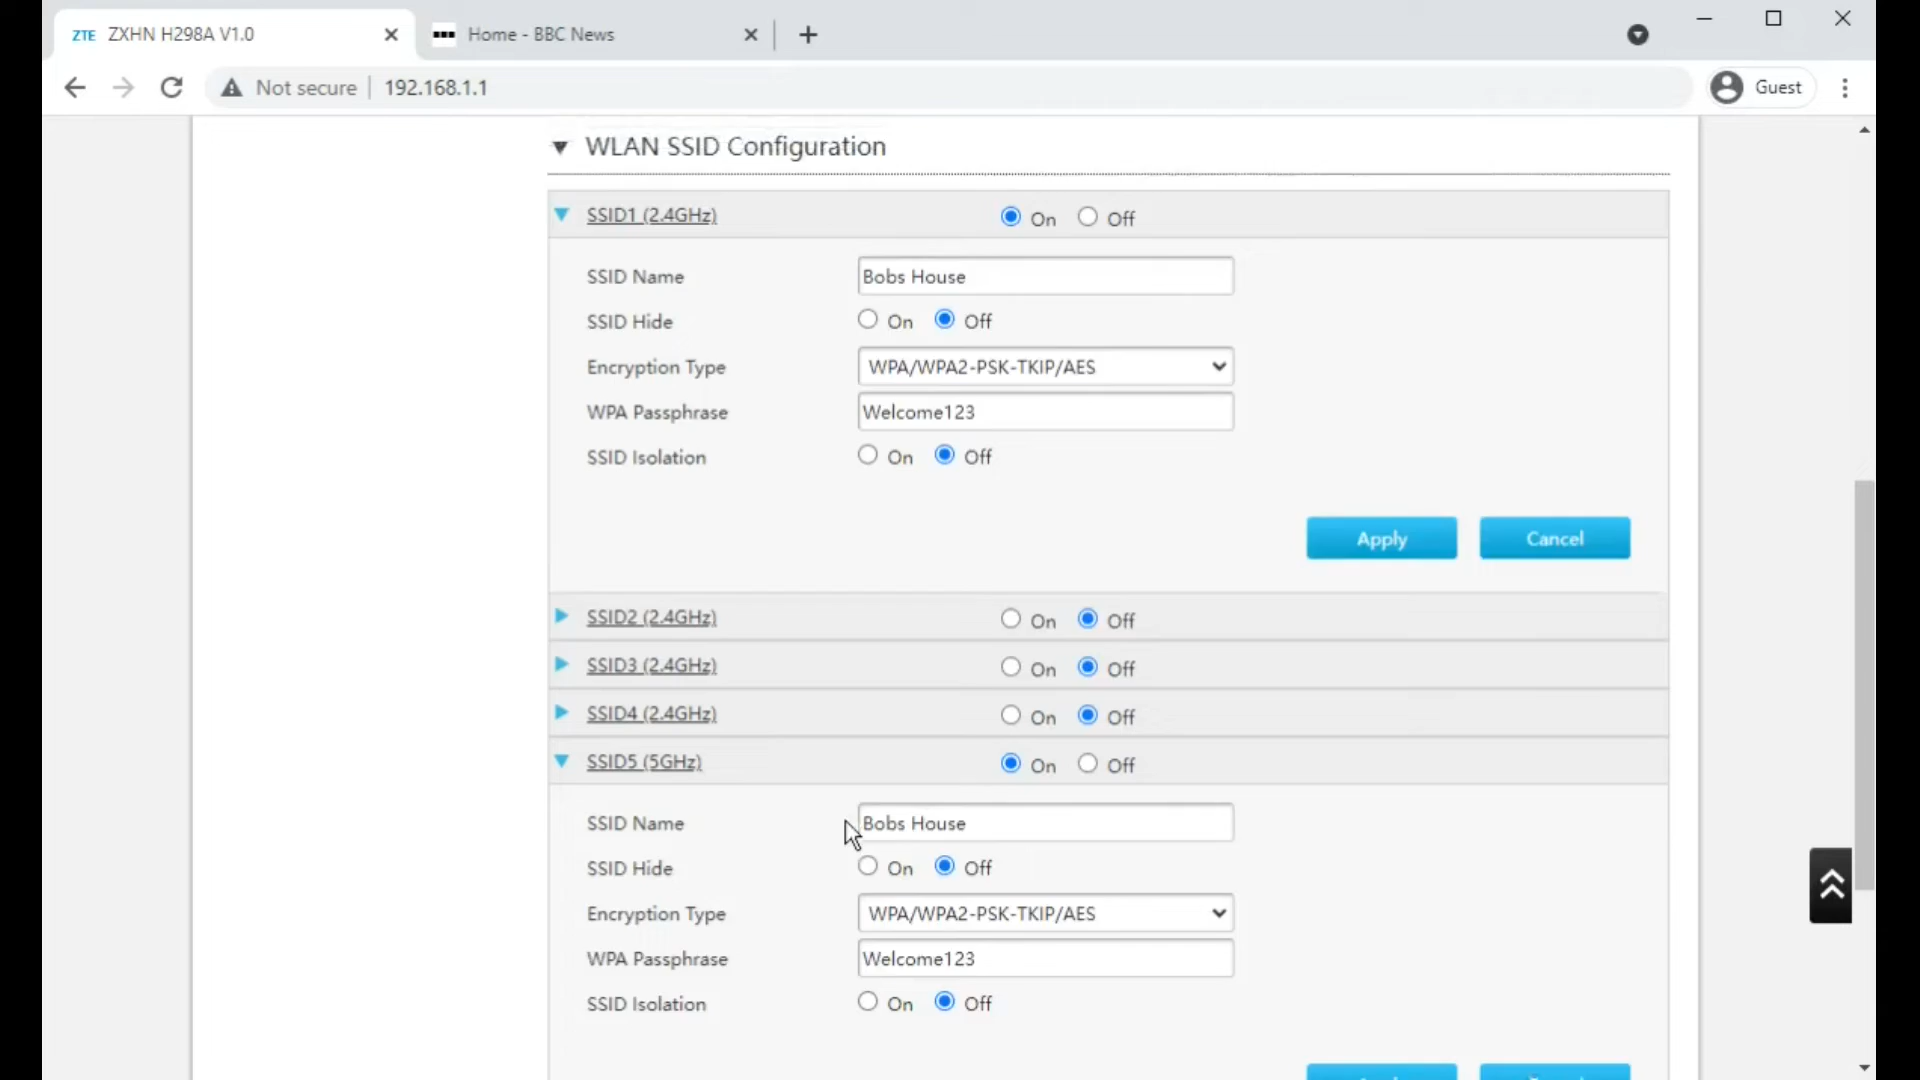 ZTE ZXHN H298A V1.0
Home - BBC News
Not secure 192.168.1.1
Guest
WLAN SSID Configuration
SSID1 (2.4GHz) On Off
SSID Name Bobs House
SSID Hide On Off
Encryption Type WPA/WPA2-PSK-TKIP/AES
WPA Passphrase Welcome123
SSID Isolation On Off
Apply Cancel
SSID2 (2.4GHz) On Off
SSID3 (2.4GHz) On Off
SSID4 (2.4GHz) On Off
SSID5 (5GHz) On Off
SSID Name Bobs House
SSID Hide On Off
Encryption Type WPA/WPA2-PSK-TKIP/AES
WPA Passphrase Welcome123
SSID Isolation On Off